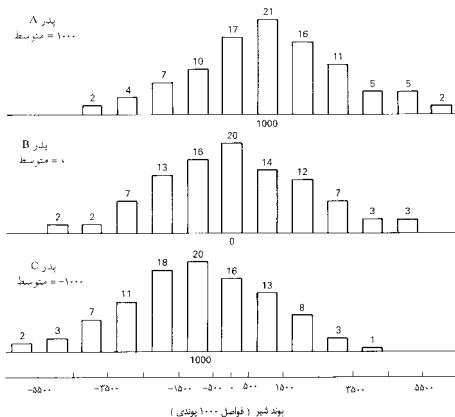 پدر A
۱۰۰۰ = متوسط
2 4 7 10 17 21 16 11 5 5 2
1000
پدر B
۰ = متوسط
2 2 7 13 16 20 14 12 7 3 3
0
پدر C
-۱۰۰۰ = متوسط
2 3 7 11 18 20 16 13 8 3 1
1000
-۵۵۰۰ -۳۵۰۰ -۱۵۰۰ -۵۰۰ ۰ ۵۰۰ ۱۵۰۰ ۳۵۰۰ ۵۵۰۰
پوند شیر ( فواصل ۱۰۰۰ پوندی )